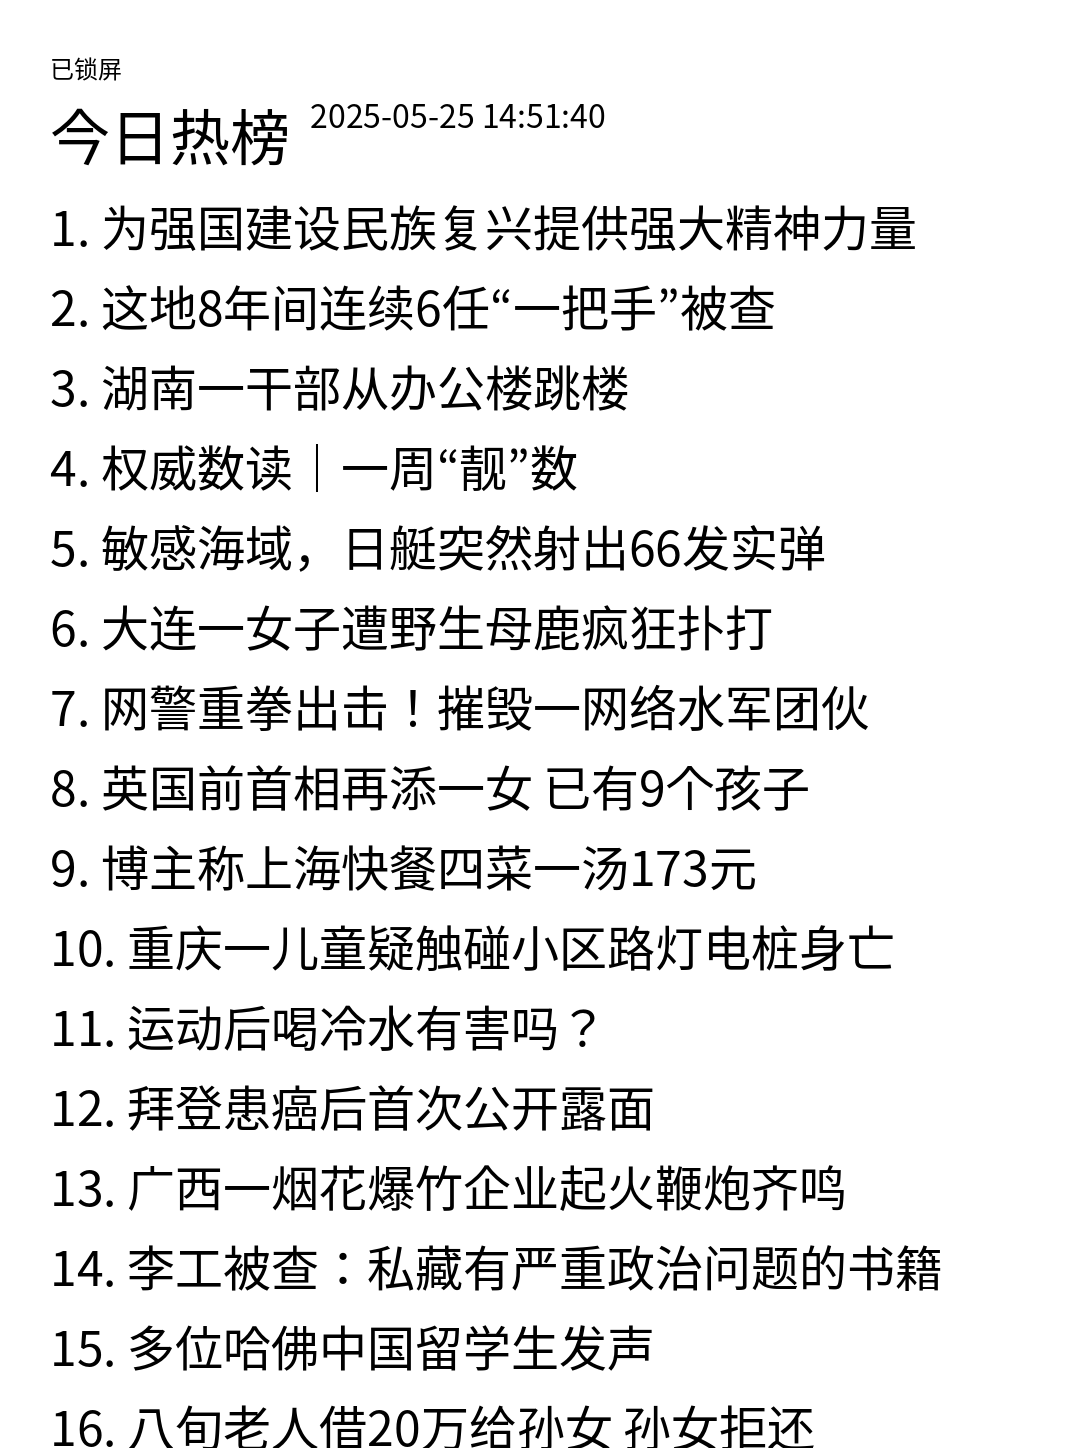 已锁屏
今日热榜 2025-05-25 14:51:40
1. 为强国建设民族复兴提供强大精神力量
2. 这地8年间连续6任“一把手”被查
3. 湖南一干部从办公楼跳楼
4. 权威数读｜一周“靓”数
5. 敏感海域，日艇突然射出66发实弹
6. 大连一女子遭野生母鹿疯狂扑打
7. 网警重拳出击！摧毁一网络水军团伙
8. 英国前首相再添一女 已有9个孩子
9. 博主称上海快餐四菜一汤173元
10. 重庆一儿童疑触碰小区路灯电桩身亡
11. 运动后喝冷水有害吗？
12. 拜登患癌后首次公开露面
13. 广西一烟花爆竹企业起火鞭炮齐鸣
14. 李工被查：私藏有严重政治问题的书籍
15. 多位哈佛中国留学生发声
16. 八旬老人借20万给孙女 孙女拒还